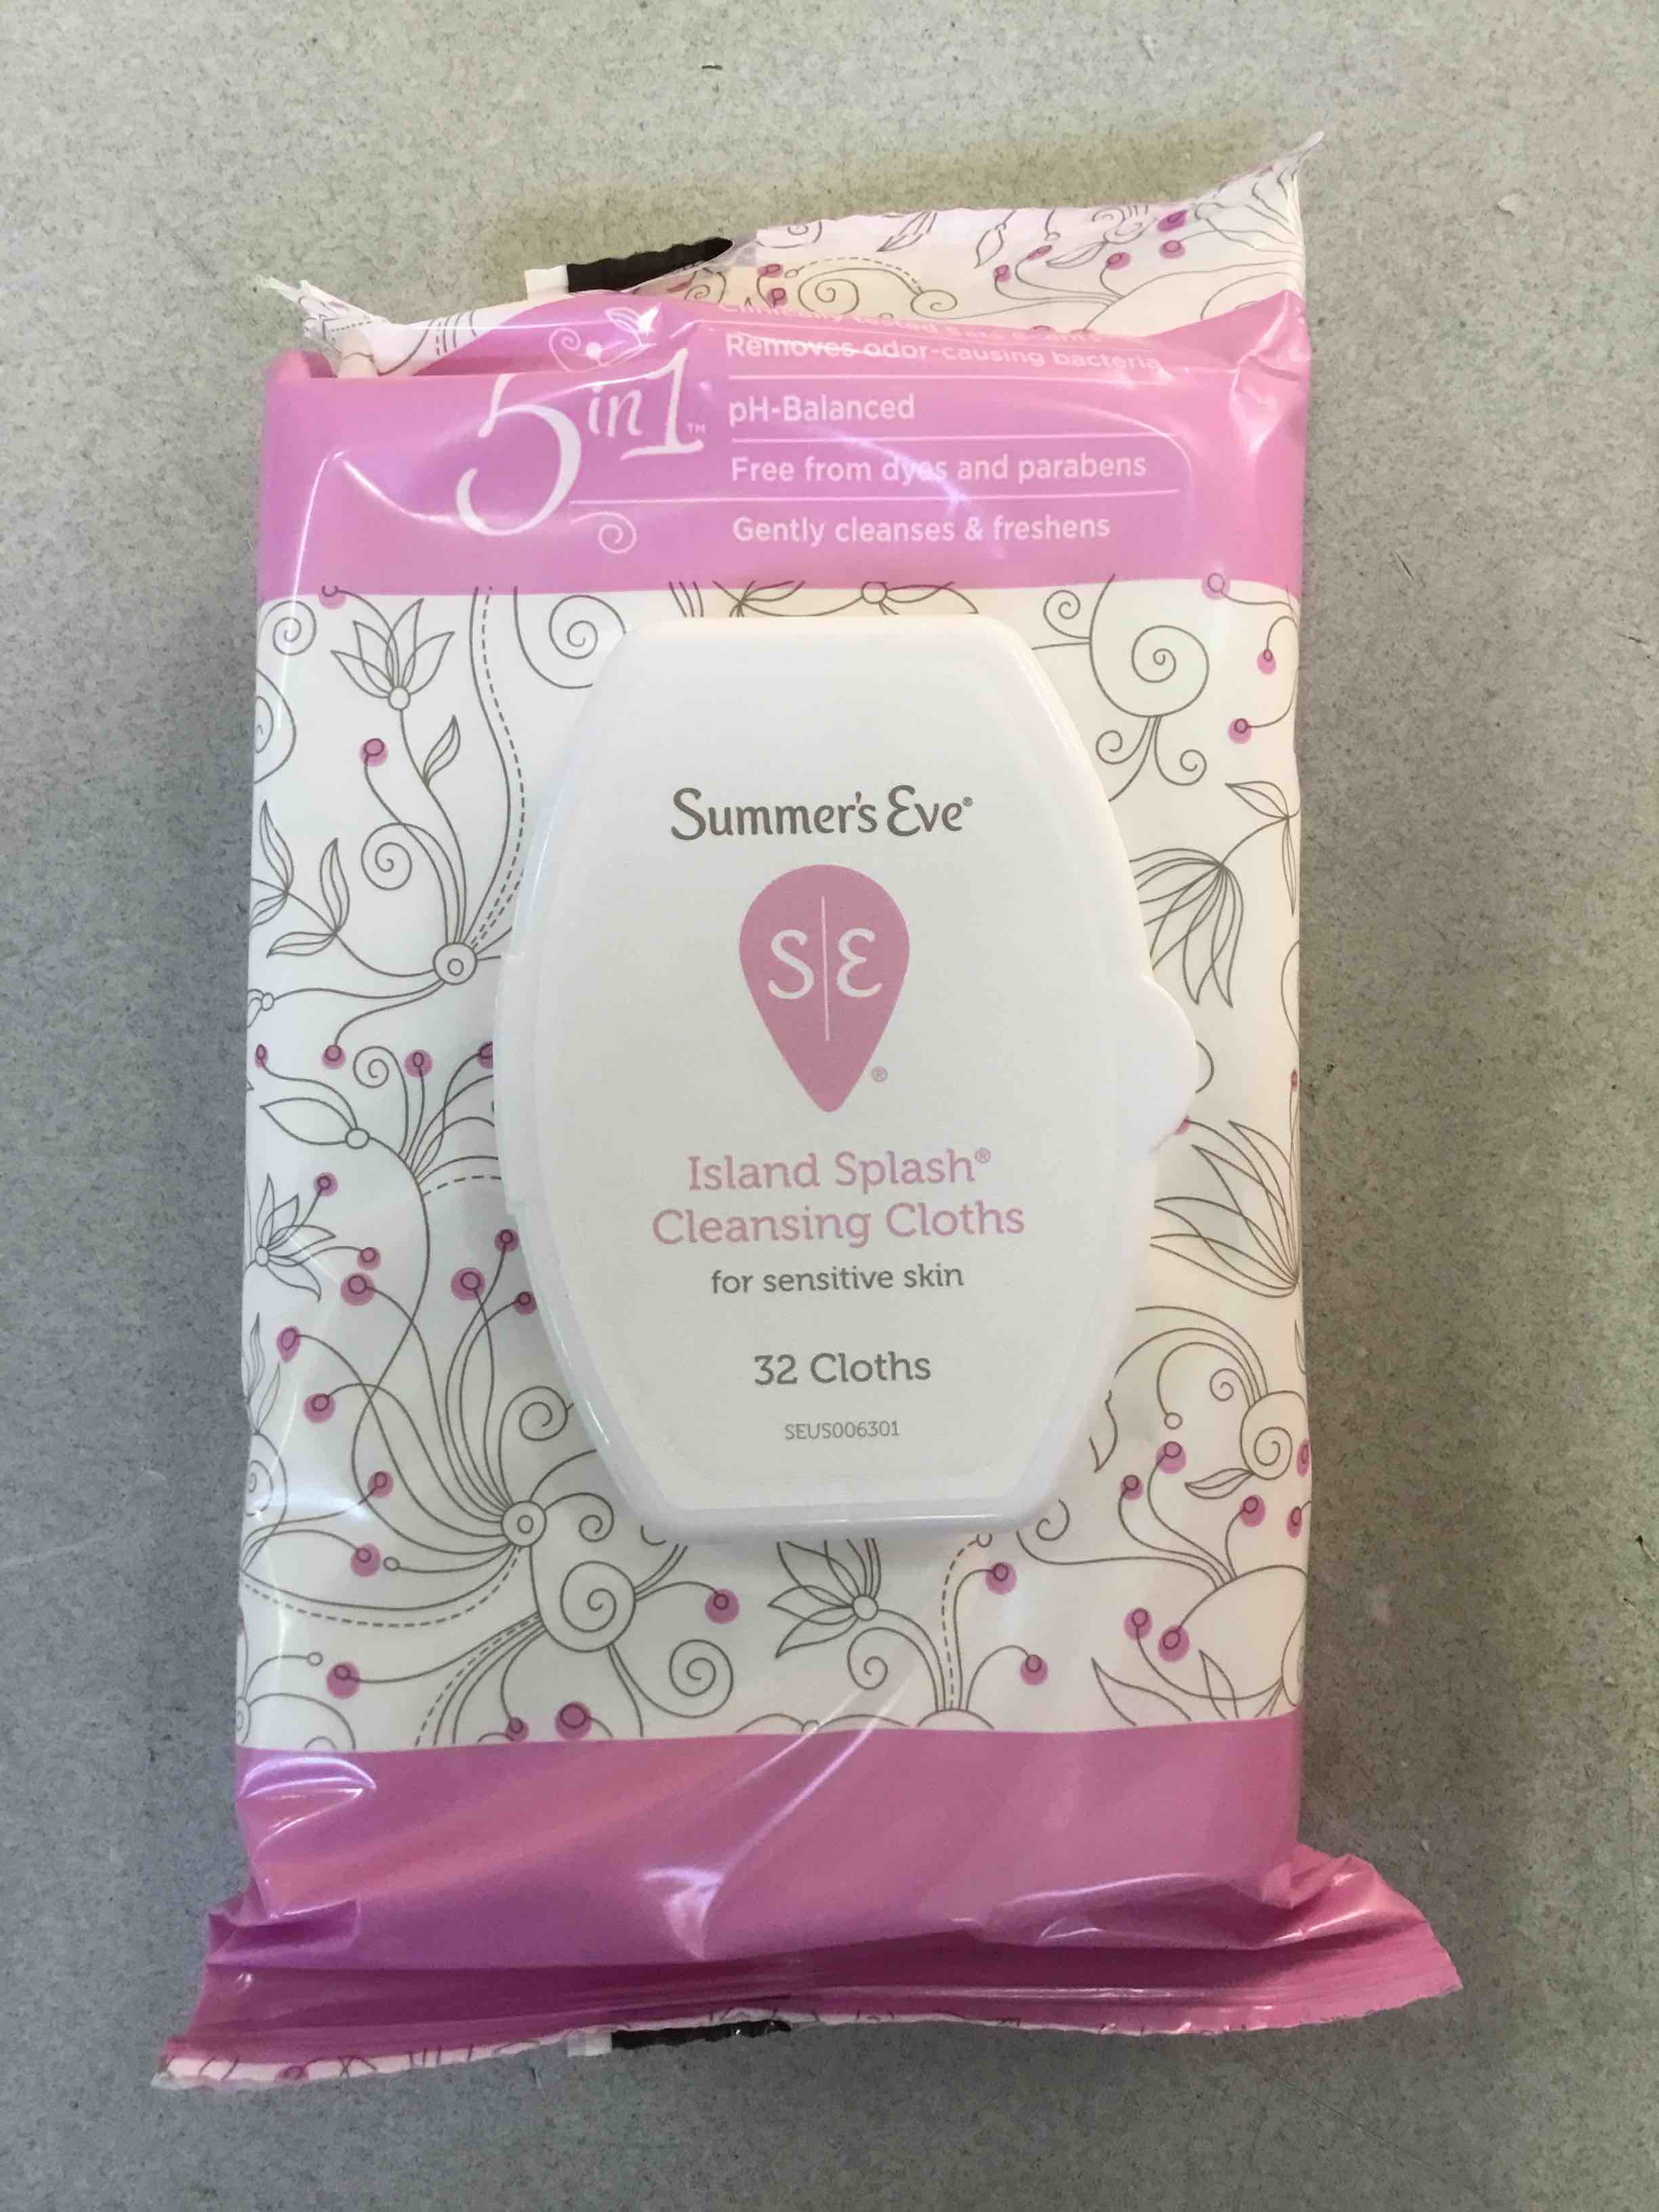 5 in 1™
Removes odor-causing bacteria
pH-Balanced
Free from dyes and parabens
Gently cleanses & freshens
Summer's Eve®
S|E®
Island Splash®
Cleansing Cloths
for sensitive skin
32 Cloths
SEUS006301